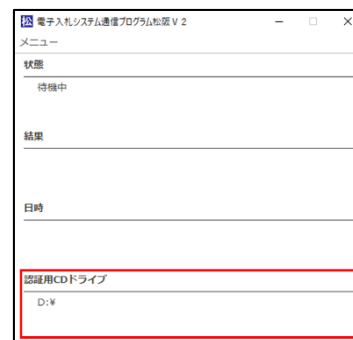 松 電子入札システム通信プログラム松阪 V 2
メニュー
状態
待機中
結果
日時
認証用CDドライブ
D:¥